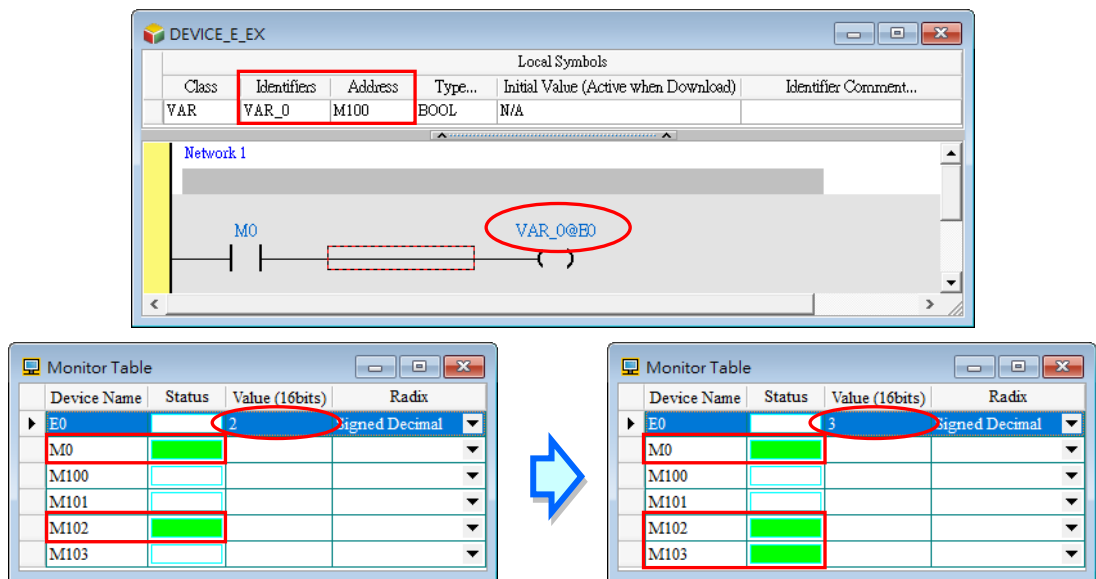 DEVICE_E_EX
Local Symbols
Class Identifiers Address Type... Initial Value (Active when Download) Identifier Comment...
VAR VAR_0 M100 BOOL N/A
Network 1
M0 VAR_0@E0
Monitor Table
Device Name Status Value (16bits) Radix
E0 2 Signed Decimal
M0
M100
M101
M102
M103
Monitor Table
Device Name Status Value (16bits) Radix
E0 3 Signed Decimal
M0
M100
M101
M102
M103